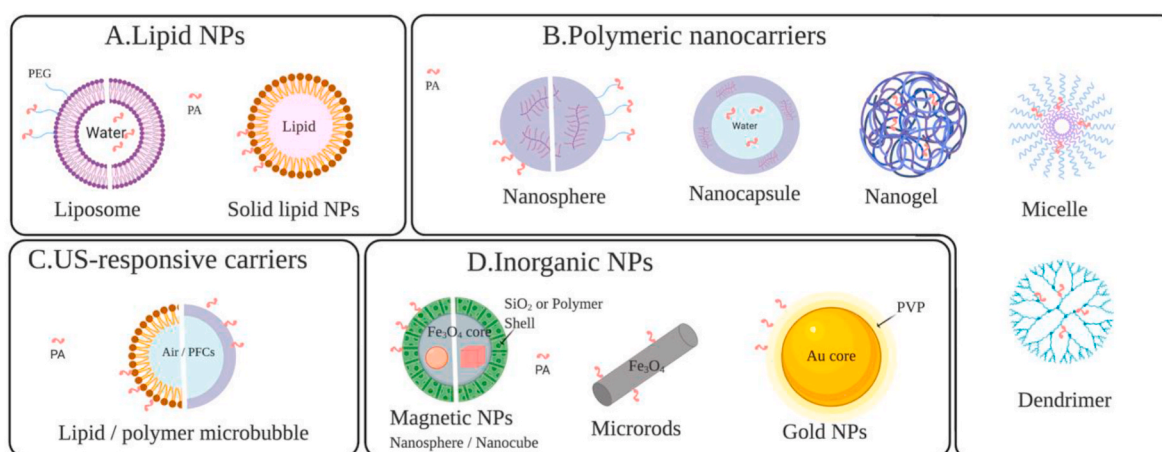 A.Lipid NPs
PEG
PA
Water
Lipid
Liposome
Solid lipid NPs
B.Polymeric nanocarriers
PA
Water
Nanosphere
Nanocapsule
Nanogel
Micelle
Dendrimer
C.US-responsive carriers
PA
Air / PFCs
Lipid / polymer microbubble
D.Inorganic NPs
SiO₂ or Polymer
Shell
Fe₃O₄ core
PA
Magnetic NPs
Nanosphere / Nanocube
Fe₃O₄
Microrods
PVP
Au core
Gold NPs